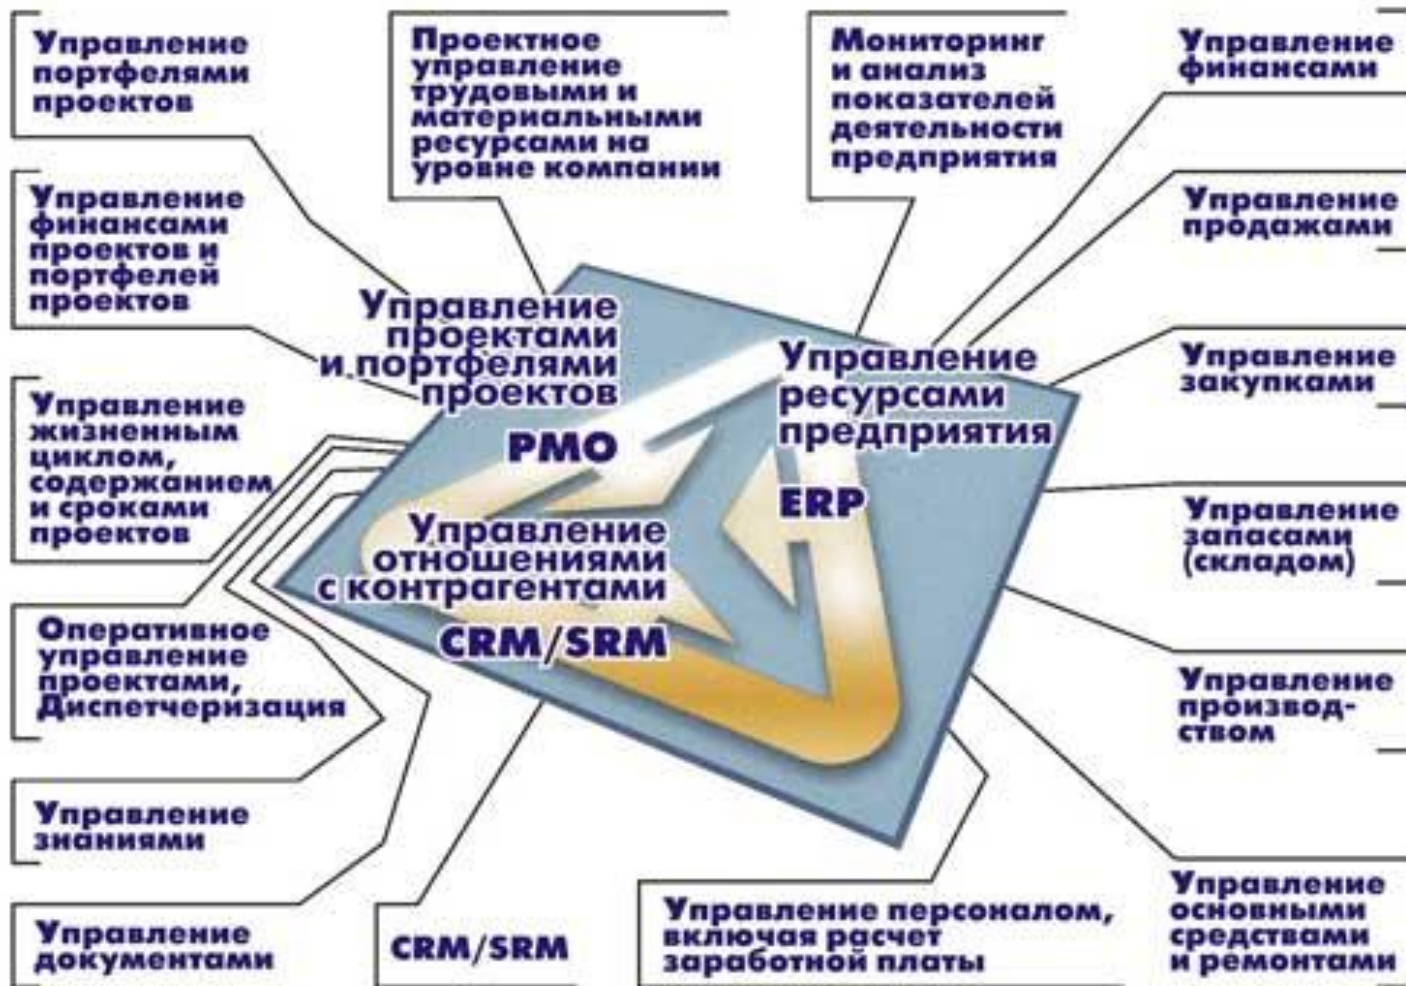 Управление
портфелями
проектов
Проектное
управление
трудовыми и
материальными
ресурсами на
уровне компании
Мониторинг
и анализ
показателей
деятельности
предприятия
Управление
финансами
Управление
финансами
проектов и
портфелей
проектов
Управление
продажами
Управление
проектами
и портфелями
проектов
PMO
Управление
ресурсами
предприятия
ERP
Управление
закупками
Управление
жизненным
циклом,
содержанием
и сроками
проектов
Управление
отношениями
с контрагентами
CRM/SRM
Управление
запасами
(складом)
Оперативное
управление
проектами,
Диспетчеризация
Управление
производ-
ством
Управление
знаниями
Управление
документами
CRM/SRM
Управление персоналом,
включая расчет
заработной платы
Управление
основными
средствами
и ремонтами